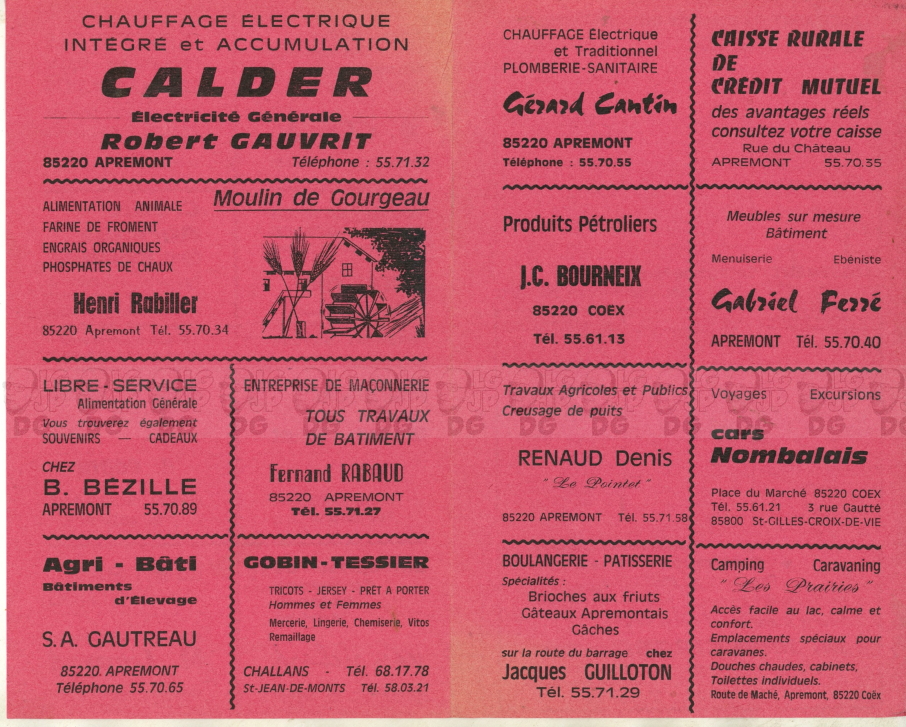 CHAUFFAGE ÉLECTRIQUE
INTÉGRÉ et ACCUMULATION
CALDER
Électricité Générale
Robert GAUVRIT
85220 APREMONT Téléphone : 55.71.32
Moulin de Gourgeau
ALIMENTATION ANIMALE
FARINE DE FROMENT
ENGRAIS ORGANIQUES
PHOSPHATES DE CHAUX
Henri Rabiller
85220 Apremont Tél. 55.70.34
LIBRE-SERVICE
Alimentation Générale
Vous trouverez également
SOUVENIRS — CADEAUX
CHEZ
B. BÉZILLE
APREMONT 55.70.89
ENTREPRISE DE MAÇONNERIE
TOUS TRAVAUX
DE BATIMENT
Fernand RABAUD
85220 APREMONT
Tél. 55.71.27
Agri - Bâti
Bâtiments
d'Élevage
S.A. GAUTREAU
85220 APREMONT
Téléphone 55.70.65
GOBIN-TESSIER
TRICOTS - JERSEY - PRÊT A PORTER
Hommes et Femmes
Mercerie, Lingerie, Chemiserie, Vitos
Remaillage
CHALLANS - Tél. 68.17.78
St-JEAN-DE-MONTS Tél. 58.03.21
CHAUFFAGE Électrique
et Traditionnel
PLOMBERIE-SANITAIRE
Gérard Cantin
85220 APREMONT
Téléphone : 55.70.55
CAISSE RURALE
DE
CRÉDIT MUTUEL
des avantages réels
consultez votre caisse
Rue du Château
APREMONT 55.70.35
Produits Pétroliers
J.C. BOURNEIX
85220 COËX
Tél. 55.61.13
Meubles sur mesure
Bâtiment
Menuiserie Ebéniste
Gabriel Ferré
APREMONT Tél. 55.70.40
Travaux Agricoles et Publics
Creusage de puits
RENAUD Denis
"Le Pointet"
85220 APREMONT Tél. 55.71.58
Voyages Excursions
cars
Nombalais
Place du Marché 85220 COEX
Tél. 55.61.21 3 rue Gautté
85800 St-GILLES-CROIX-DE-VIE
BOULANGERIE - PATISSERIE
Spécialités :
Brioches aux friuts
Gâteaux Apremontais
Gâches
sur la route du barrage chez
Jacques GUILLOTON
Tél. 55.71.29
Camping Caravaning
"Les Prairies"
Accès facile au lac, calme et
confort.
Emplacements spéciaux pour
caravanes.
Douches chaudes, cabinets,
Toilettes individuels.
Route de Maché, Apremont, 85220 Coëx